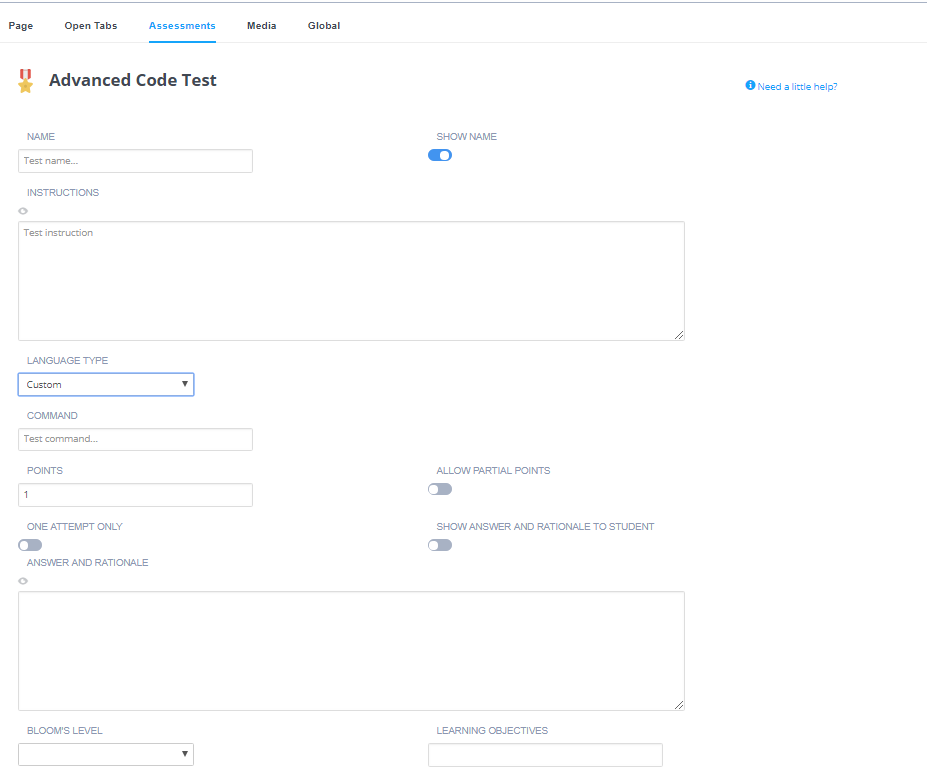 Page Open Tabs Assessments Media Global
Advanced Code Test
Need a little help?
NAME SHOW NAME
Test name...
INSTRUCTIONS
Test instruction
LANGUAGE TYPE
Custom
COMMAND
Test command...
POINTS ALLOW PARTIAL POINTS
1
ONE ATTEMPT ONLY SHOW ANSWER AND RATIONALE TO STUDENT
ANSWER AND RATIONALE
BLOOM'S LEVEL LEARNING OBJECTIVES